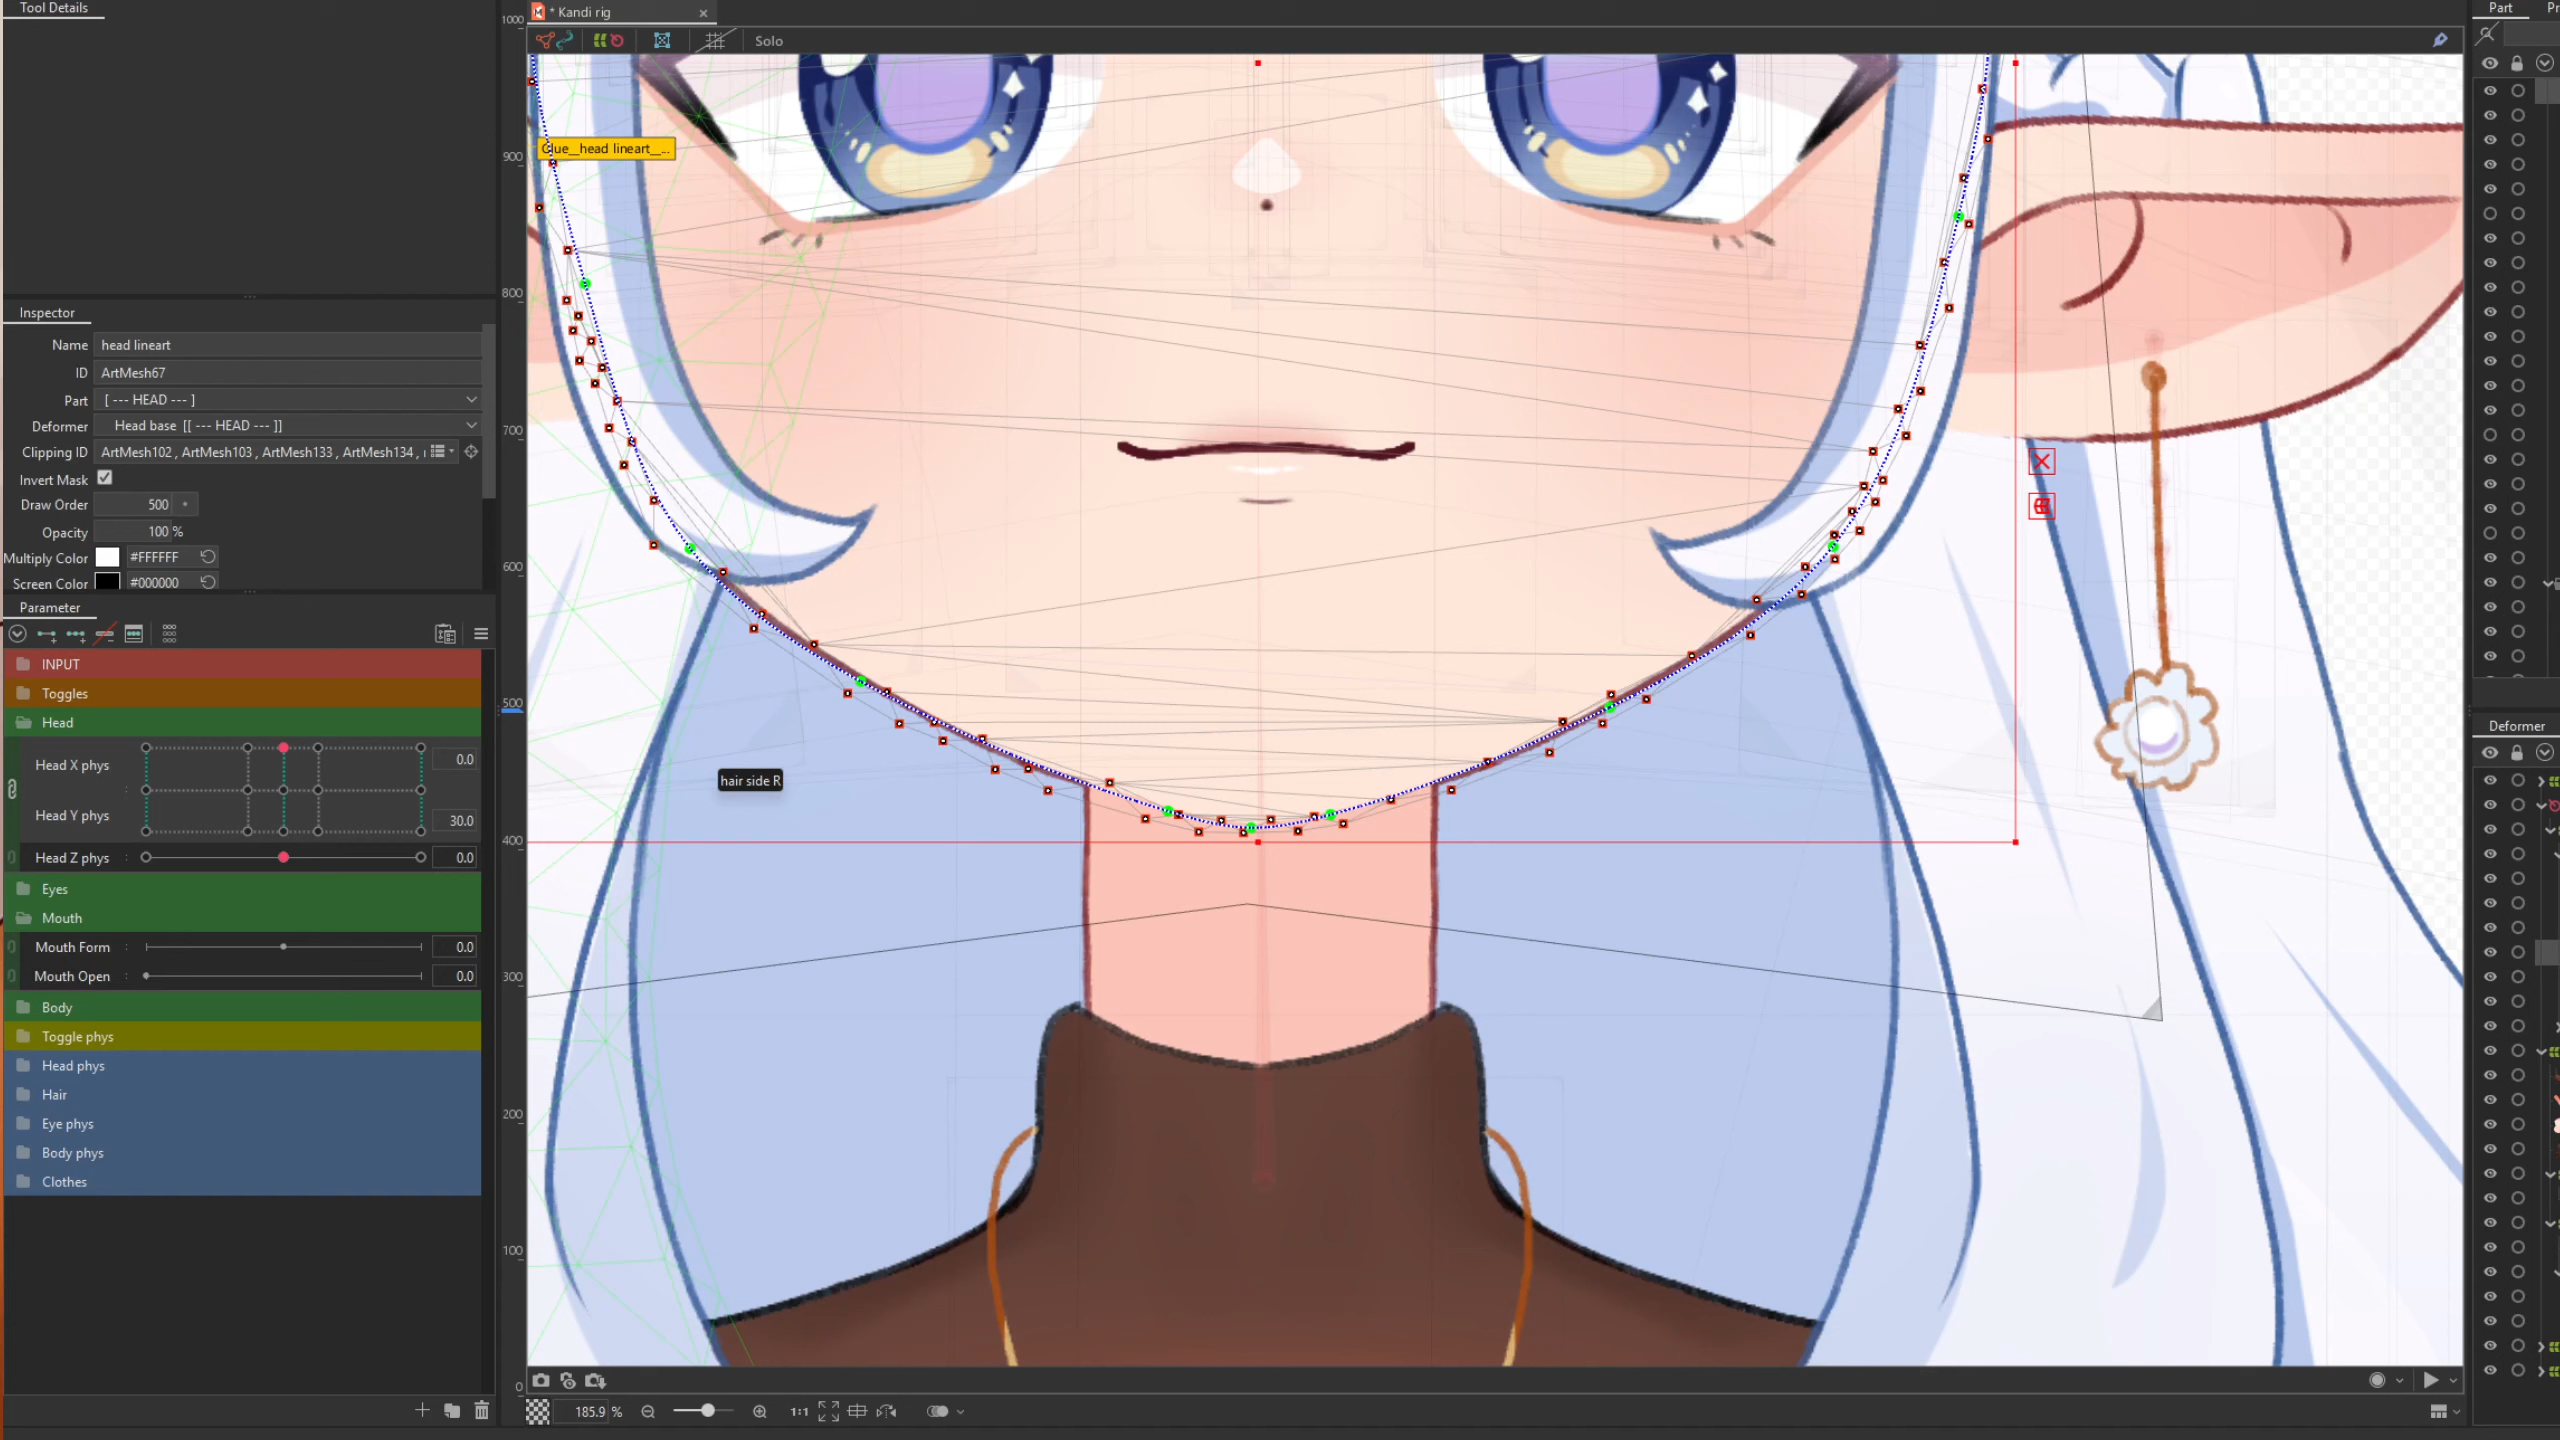 Tool Details
* Kandi rig
Solo
1000
900
800
700
600
500
400
300
200
100
0
Glue__head lineart__...
hair side R
Inspector
Name head lineart
ID ArtMesh67
Part [ --- HEAD --- ]
Deformer Head base [[ --- HEAD --- ]]
Clipping ID ArtMesh102 , ArtMesh103 , ArtMesh133 , ArtMesh134 ,
Invert Mask
Draw Order 500
Opacity 100 %
Multiply Color #FFFFFF
Screen Color #000000
Parameter
INPUT
Toggles
Head
Head X phys : 0.0
Head Y phys 30.0
Head Z phys : 0.0
Eyes
Mouth
Mouth Form : 0.0
Mouth Open : 0.0
Body
Toggle phys
Head phys
Hair
Eye phys
Body phys
Clothes
185.9 %
1:1
Part
Deformer